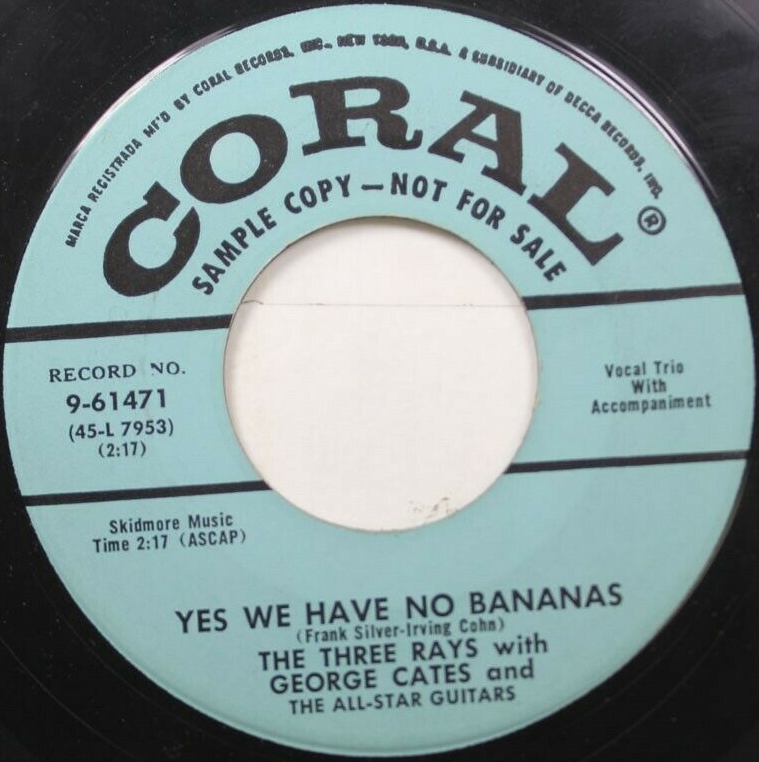 MARCA REGISTRADA MF'D BY CORAL RECORDS, INC., NEW YORK, U.S.A. A SUBSIDIARY OF DECCA RECORDS, INC.
CORAL ®
SAMPLE COPY — NOT FOR SALE
RECORD NO.
9-61471
(45-L 7953)
(2:17)
Vocal Trio
With
Accompaniment
Skidmore Music
Time 2:17 (ASCAP)
YES WE HAVE NO BANANAS
(Frank Silver-Irving Cohn)
THE THREE RAYS with
GEORGE CATES and
THE ALL-STAR GUITARS